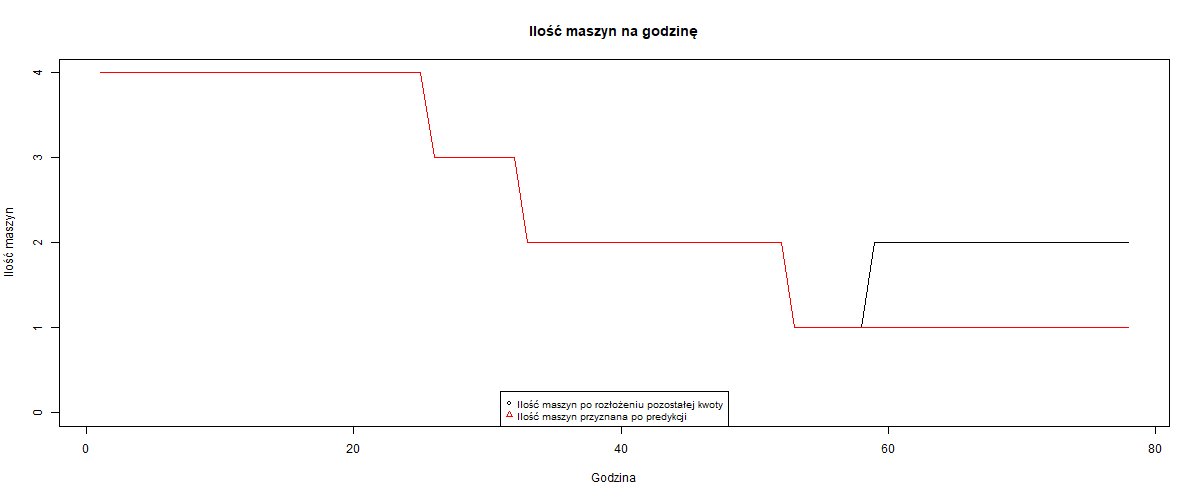 Ilość maszyn na godzinę
Ilość maszyn
4
3
2
1
0
Ilość maszyn po rozłożeniu pozostałej kwoty
Ilość maszyn przyznana po predykcji
0 20 40 60 80
Godzina